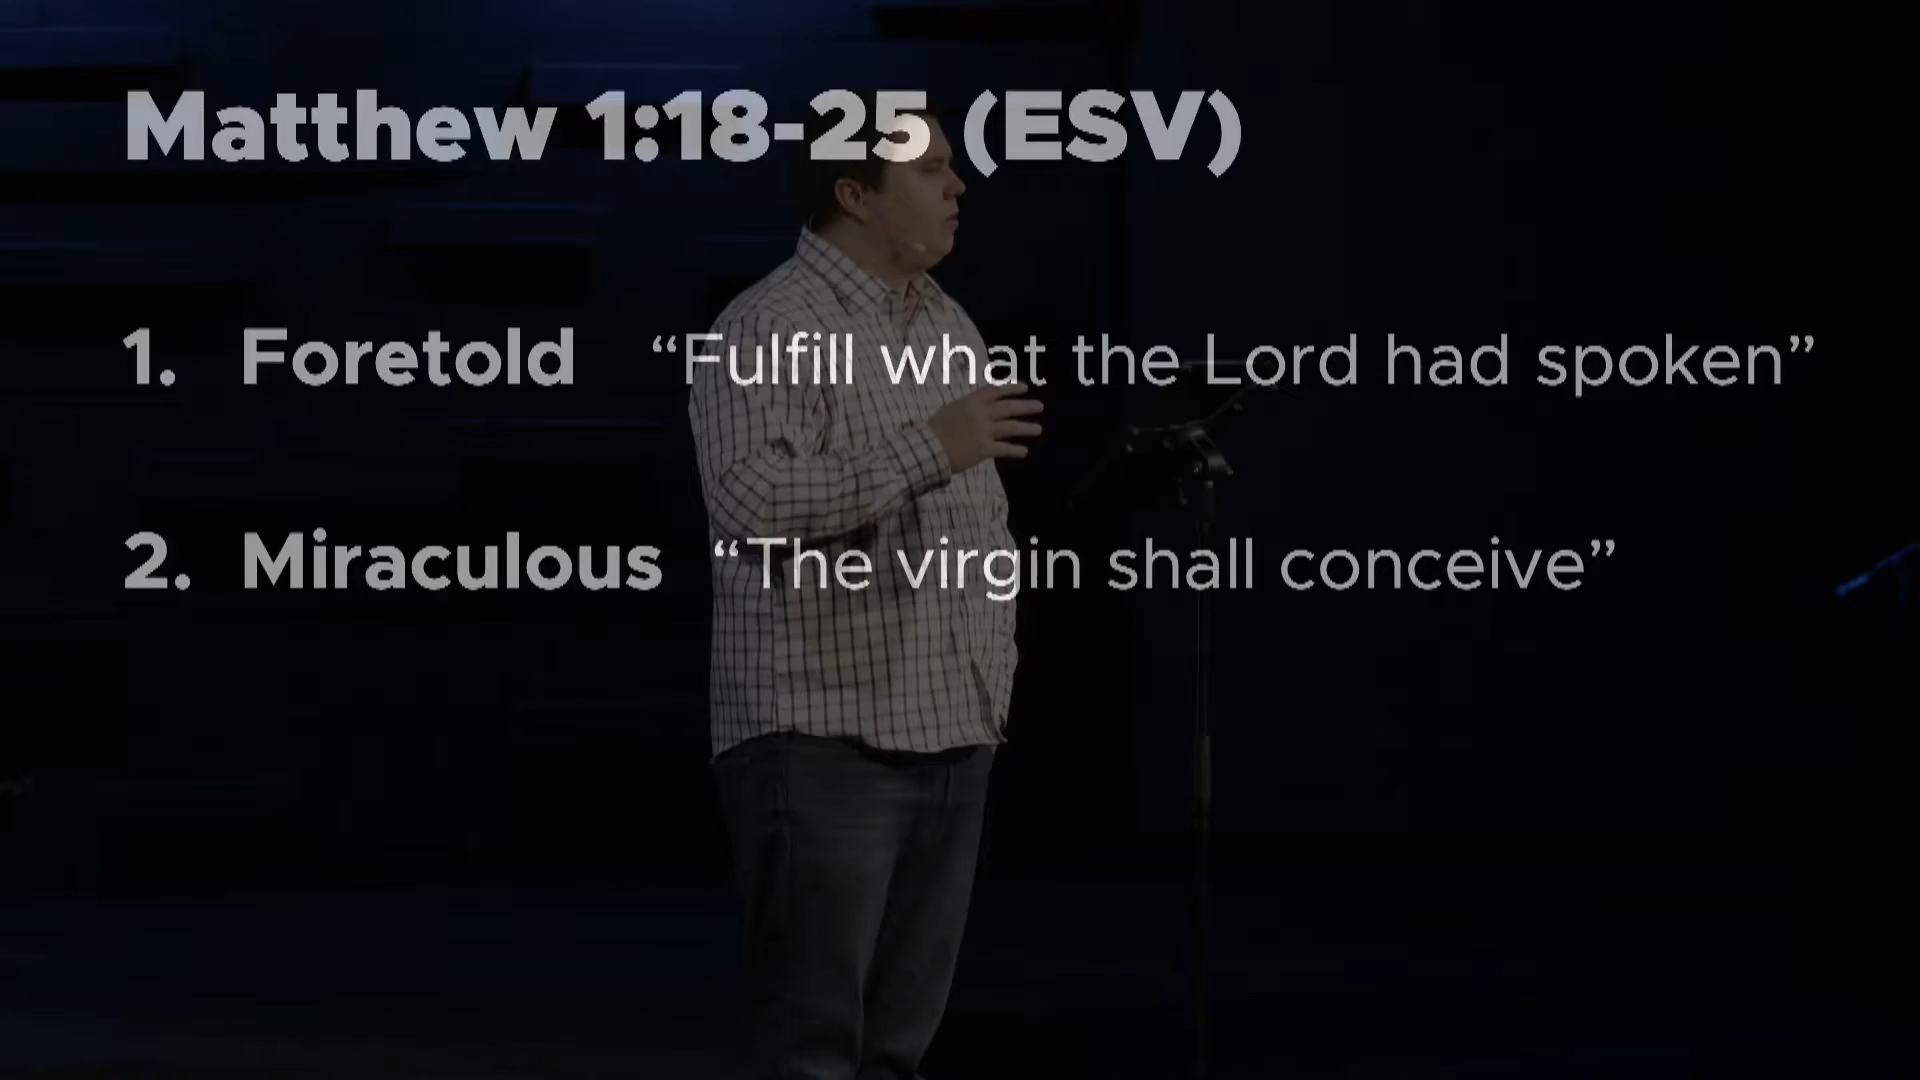 Matthew 1:18-25 (ESV)
1. Foretold “Fulfill what the Lord had spoken”
2. Miraculous “The virgin shall conceive”